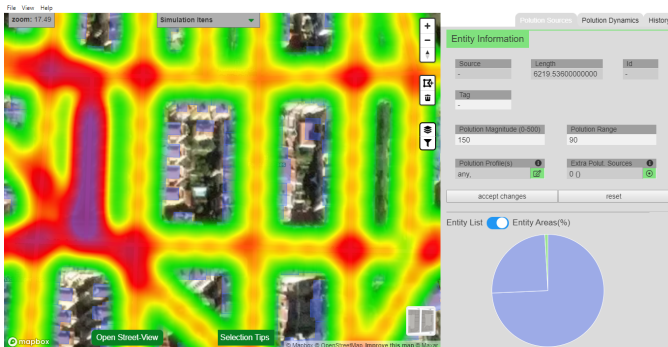 File View Help
zoom: 17.49
Simulation Itens
Polution Sources Polution Dynamics History
Entity Information
Source Length Id
- 6219.53600000000 -
Tag
-
Polution Magnitude (0-500) Polution Range
150 90
Polution Profile(s) Extra Polut. Sources
any, 0 ()
accept changes reset
Entity List Entity Areas(%)
Open Street-View Selection Tips
mapbox © Mapbox © OpenStreetMap Improve this map © Maxar